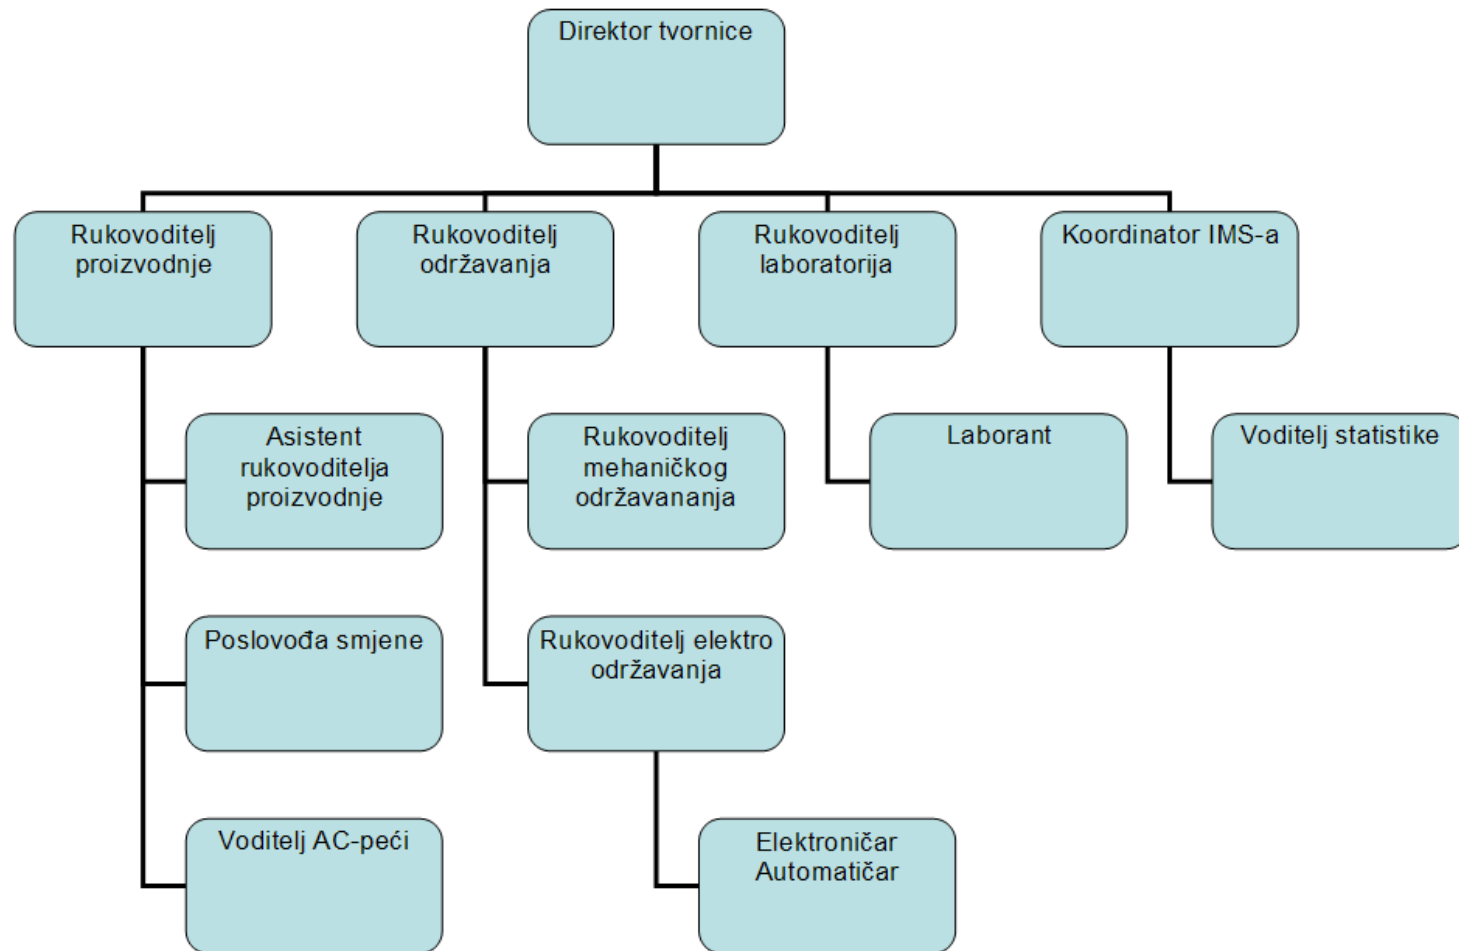 Direktor tvornice
Rukovoditelj
proizvodnje
Rukovoditelj
održavanja
Rukovoditelj
laboratorija
Koordinator IMS-a
Asistent
rukovoditelja
proizvodnje
Rukovoditelj
mehaničkog
održavananja
Laborant
Voditelj statistike
Poslovođa smjene
Rukovoditelj elektro
održavanja
Voditelj AC-peći
Elektroničar
Automatičar